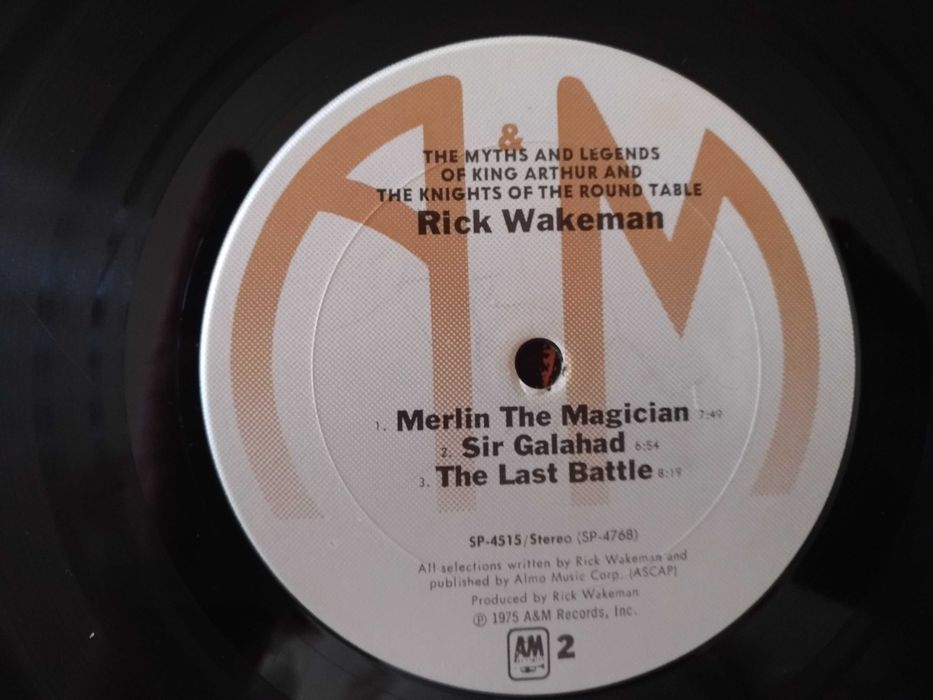 A & M
THE MYTHS AND LEGENDS
OF KING ARTHUR AND
THE KNIGHTS OF THE ROUND TABLE
Rick Wakeman
1. Merlin The Magician 7:49
2. Sir Galahad 6:54
3. The Last Battle 8:19
SP-4515/Stereo (SP-4768)
All selections written by Rick Wakeman and
published by Almo Music Corp. (ASCAP)
Produced by Rick Wakeman
℗ 1975 A&M Records, Inc.
AM 2